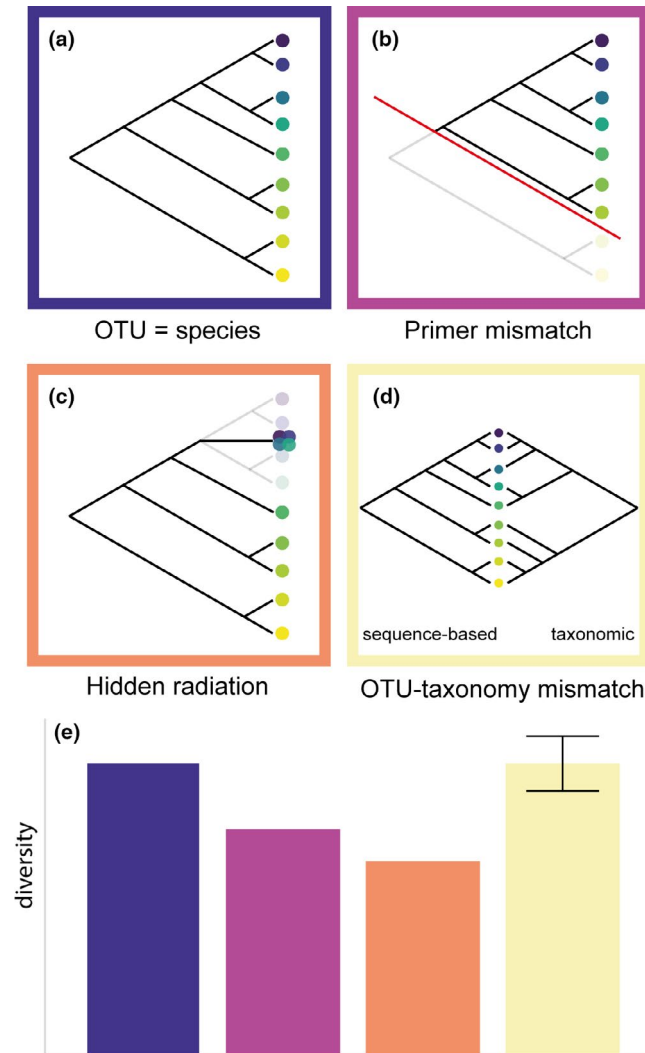 (a)
(b)
OTU = species
Primer mismatch
(c)
(d)
sequence-based
taxonomic
Hidden radiation
OTU-taxonomy mismatch
(e)
diversity